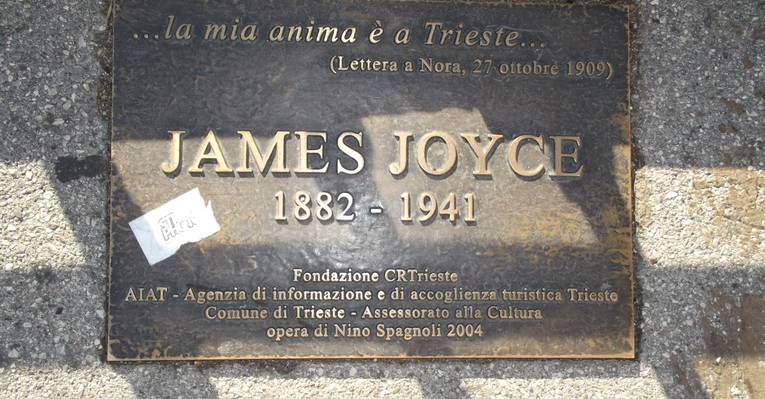 ...la mia anima è a Trieste...
(Lettera a Nora, 27 ottobre 1909)
JAMES JOYCE
1882 - 1941
Fondazione CRTrieste
AIAT - Agenzia di informazione e di accoglienza turistica Trieste
Comune di Trieste - Assessorato alla Cultura
opera di Nino Spagnoli 2004